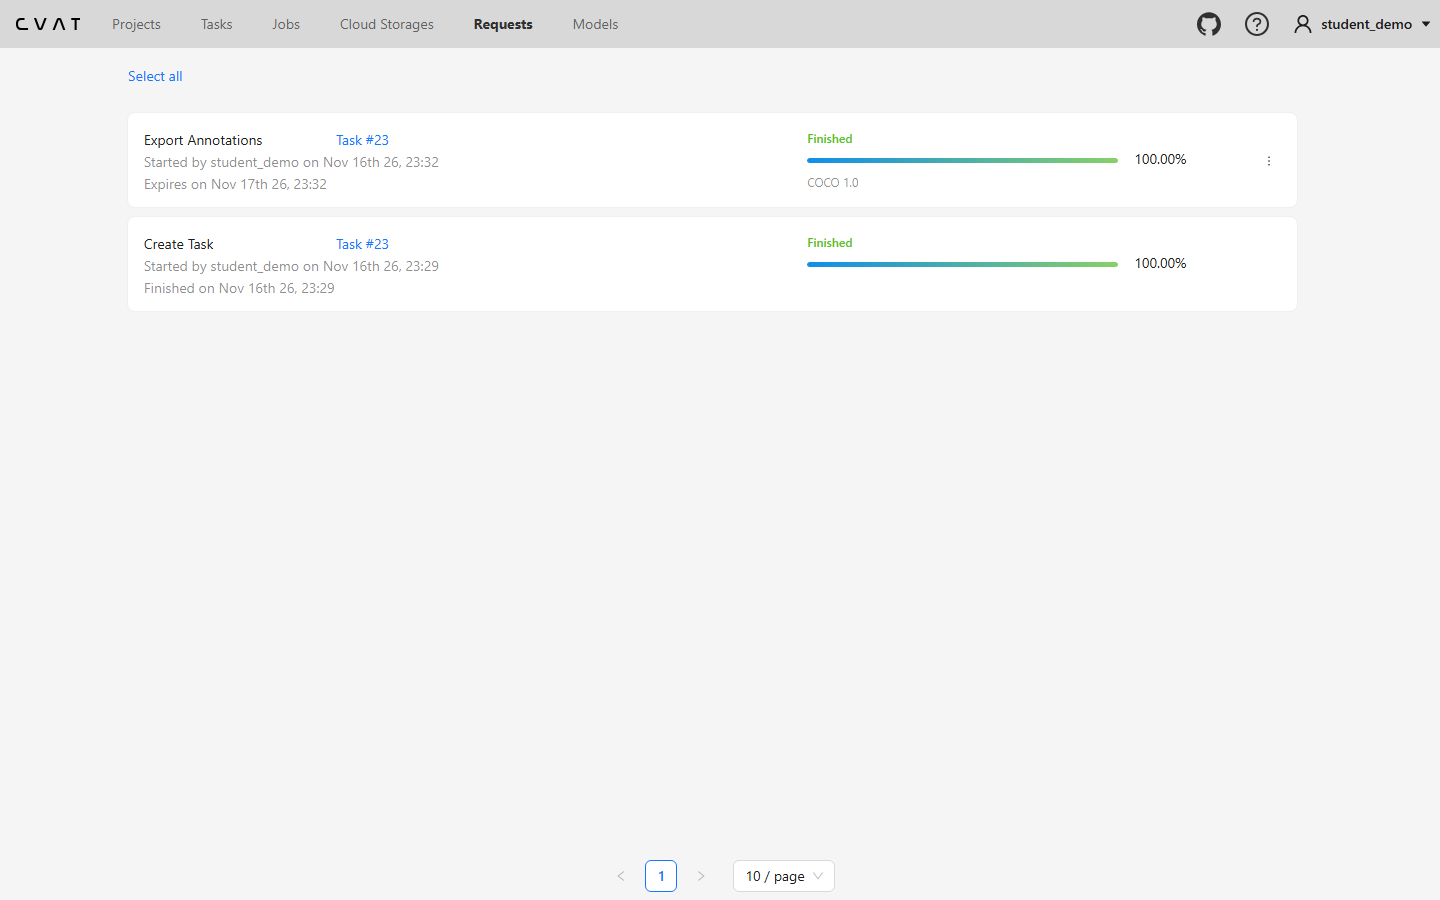 CVAT Projects Tasks Jobs Cloud Storages Requests Models student_demo
Select all
Export Annotations Task #23
Started by student_demo on Nov 16th 26, 23:32
Expires on Nov 17th 26, 23:32
Finished
100.00%
COCO 1.0
Create Task Task #23
Started by student_demo on Nov 16th 26, 23:29
Finished on Nov 16th 26, 23:29
Finished
100.00%
1 10 / page